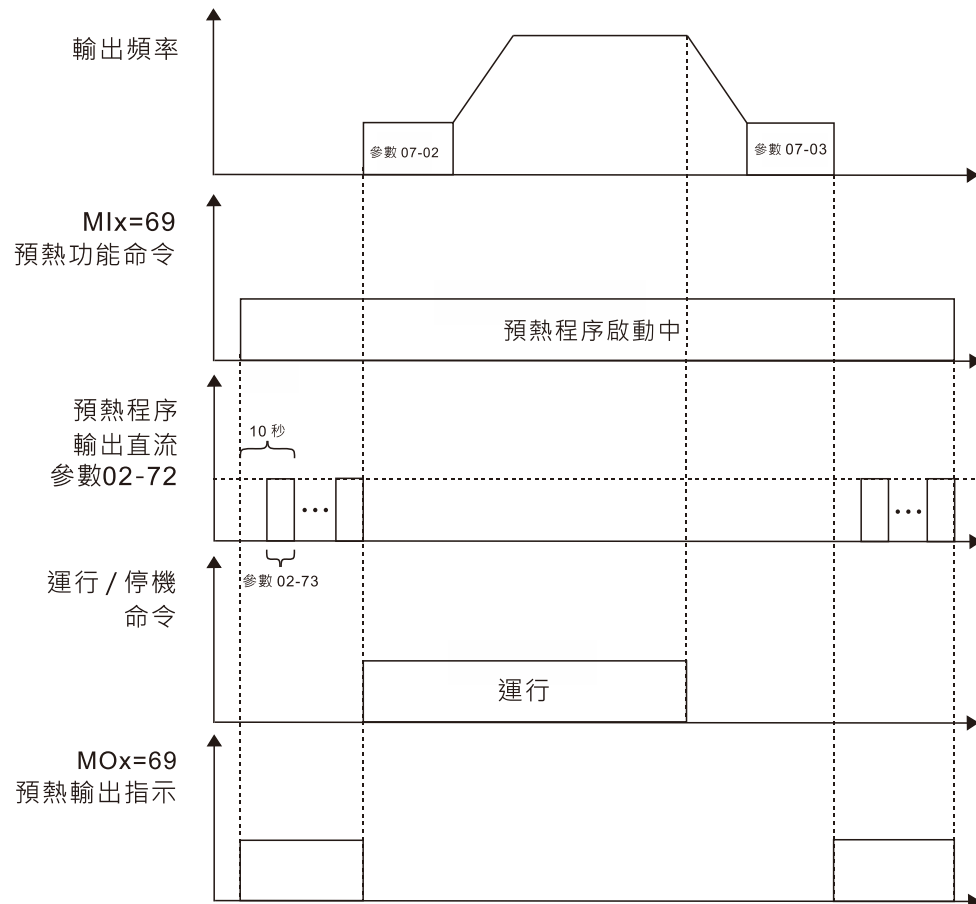 輸出頻率
參數 07-02
參數 07-03
MIx=69
預熱功能命令
預熱程序啟動中
預熱程序
輸出直流
參數02-72
10 秒
參數 02-73
運行 / 停機
命令
運行
MOx=69
預熱輸出指示